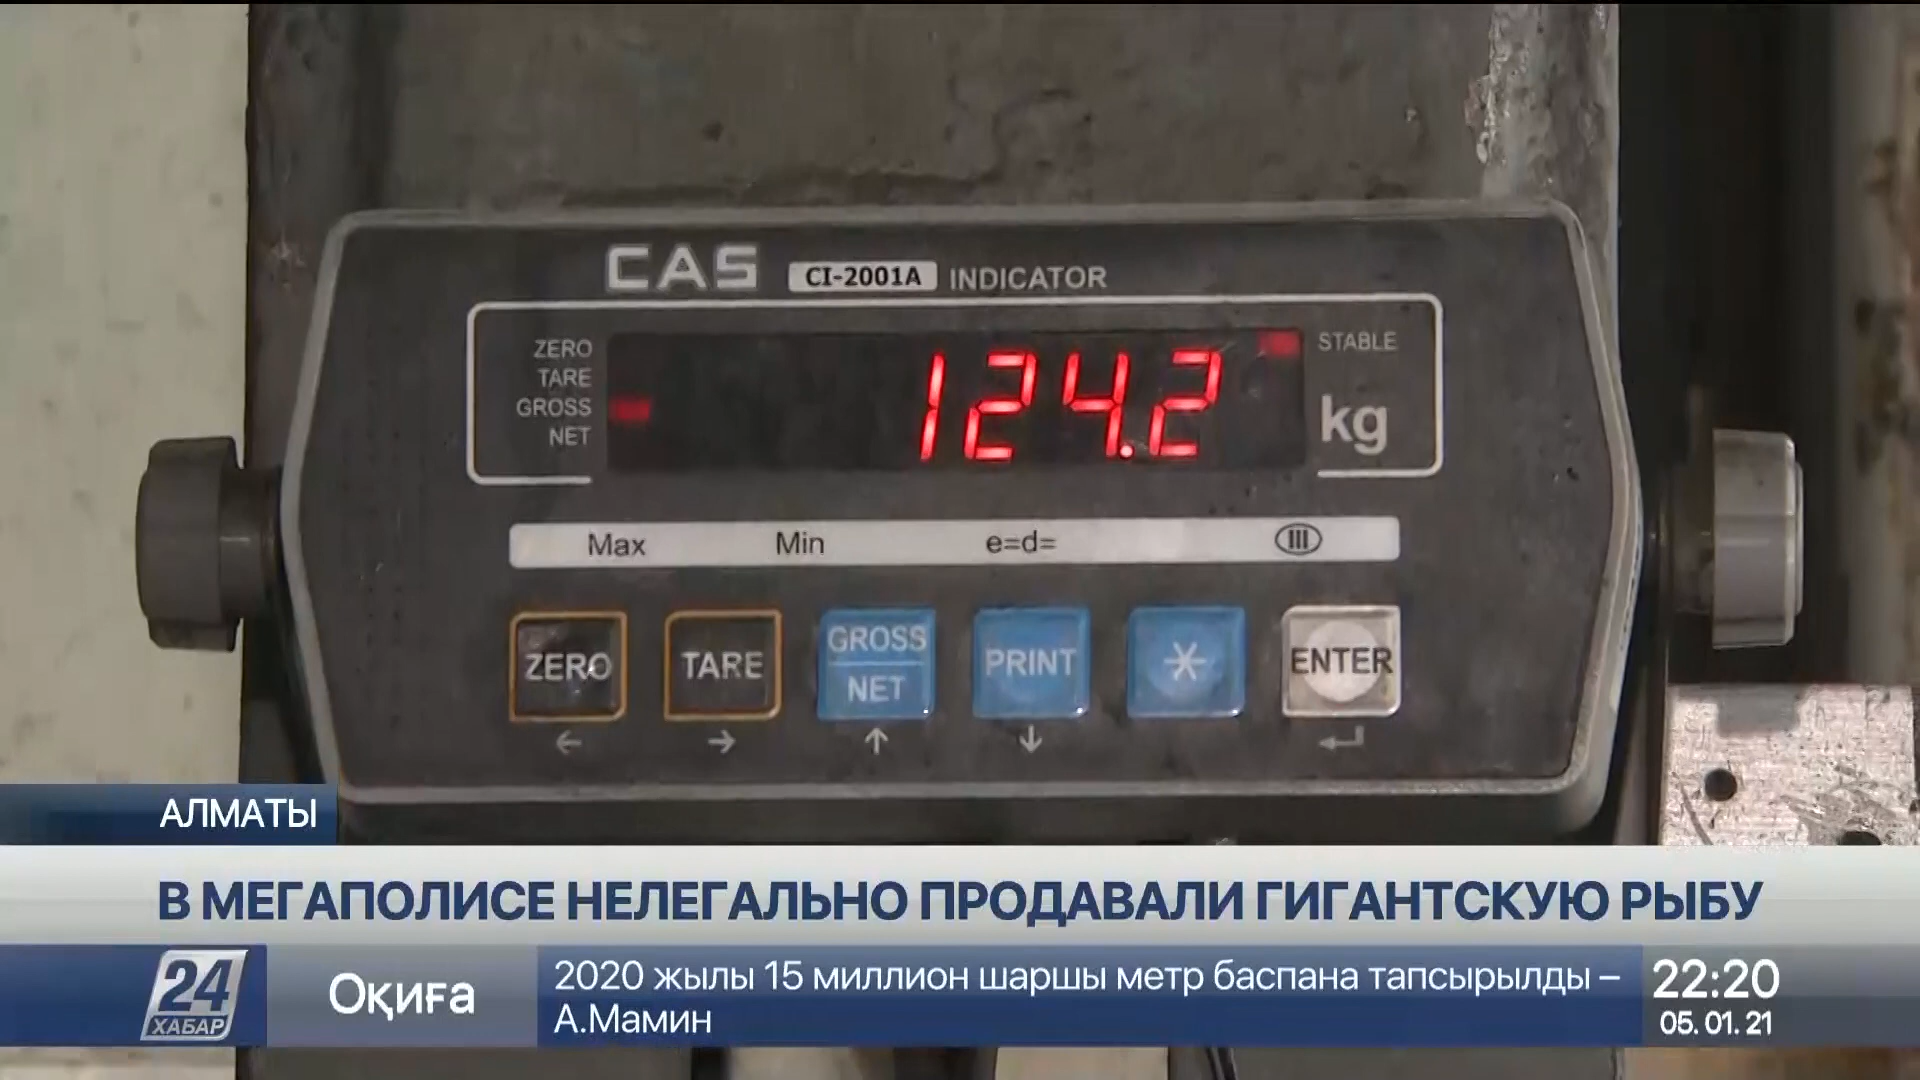 CAS CI-2001A INDICATOR
ZERO
TARE
GROSS
NET
124.2
STABLE
kg
Max Min e=d= III
ZERO TARE GROSS NET PRINT * ENTER
← → ↑ ↓ ↵
АЛМАТЫ
В МЕГАПОЛИСЕ НЕЛЕГАЛЬНО ПРОДАВАЛИ ГИГАНТСКУЮ РЫБУ
24 ХАБАР
Оқиға
2020 жылы 15 миллион шаршы метр баспана тапсырылды –
А.Мамин
22:20
05. 01. 21